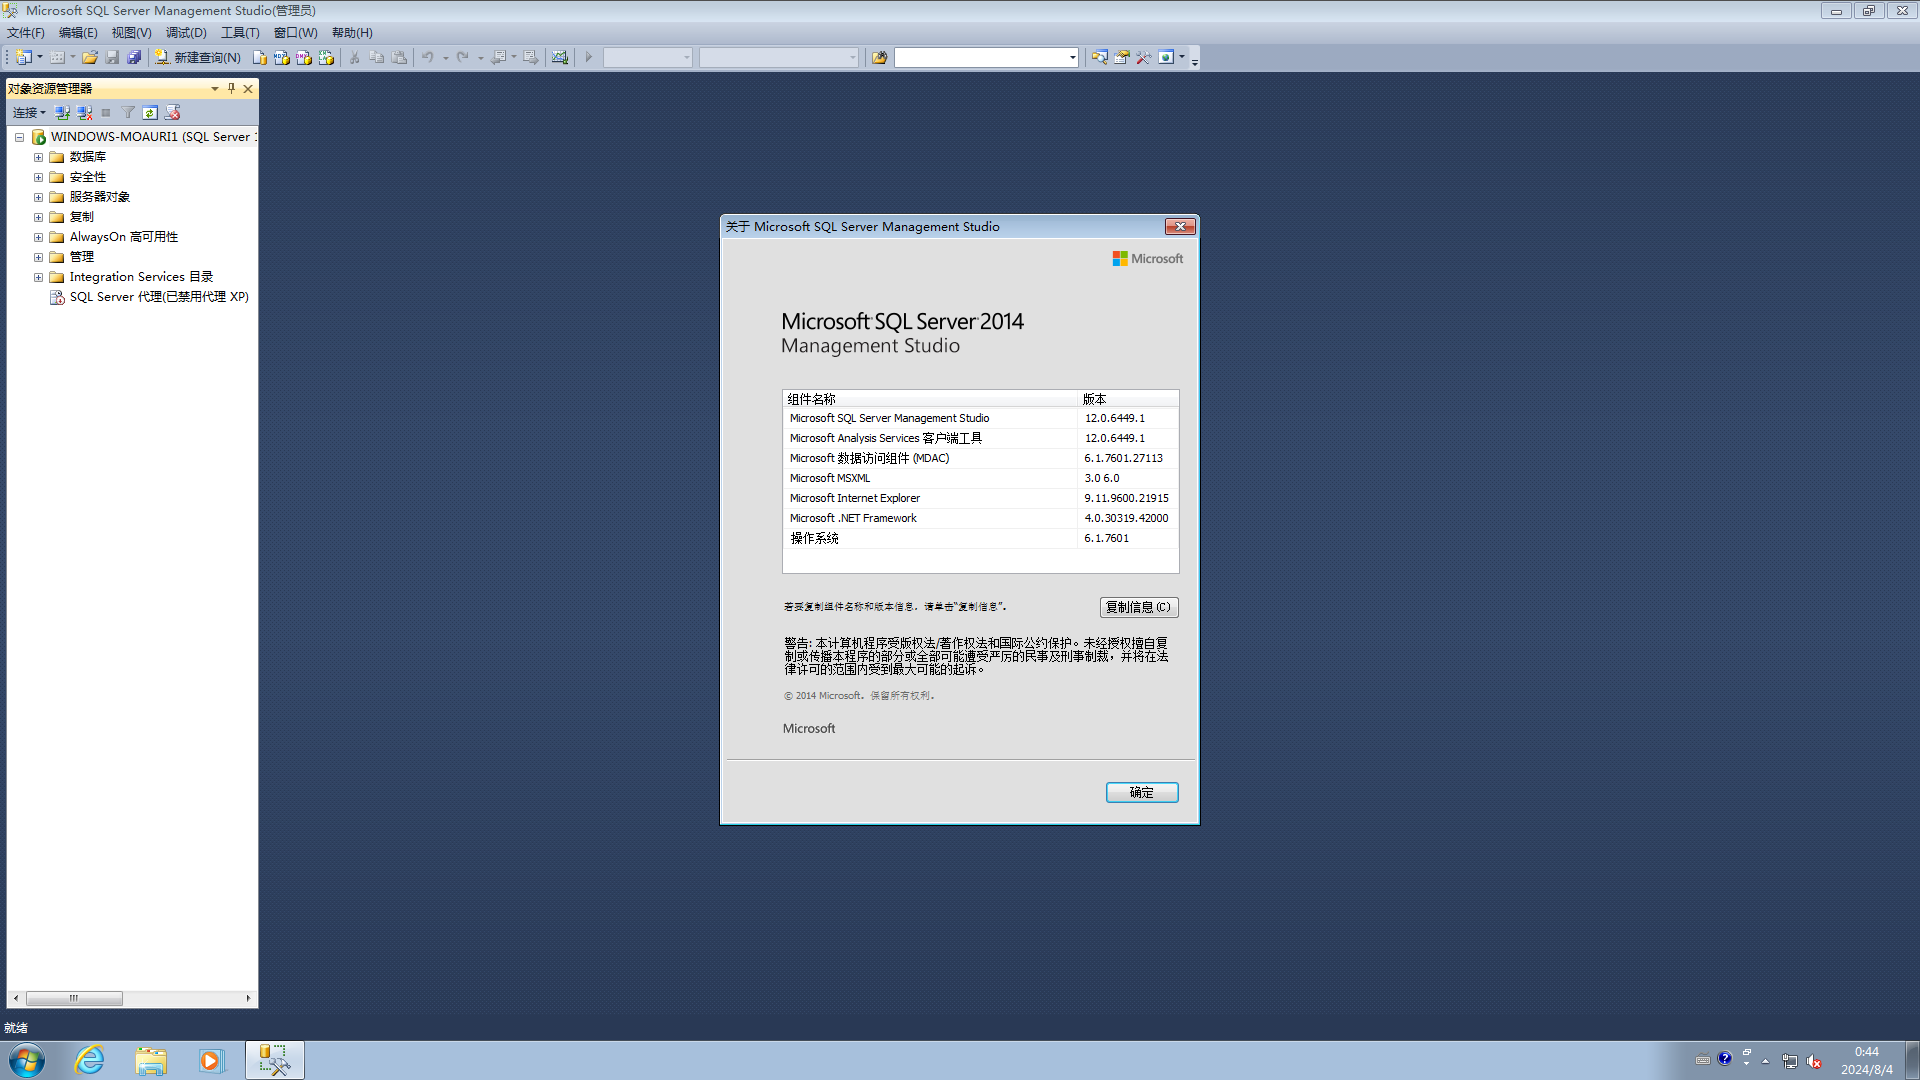 Microsoft SQL Server Management Studio(管理员)
文件(F) 编辑(E) 视图(V) 调试(D) 工具(T) 窗口(W) 帮助(H)
新建查询(N)
对象资源管理器
连接
WINDOWS-MOAURI1 (SQL Server 1
数据库
安全性
服务器对象
复制
AlwaysOn 高可用性
管理
Integration Services 目录
SQL Server 代理(已禁用代理 XP)
关于 Microsoft SQL Server Management Studio
Microsoft
Microsoft SQL Server 2014
Management Studio
组件名称 版本
Microsoft SQL Server Management Studio 12.0.6449.1
Microsoft Analysis Services 客户端工具 12.0.6449.1
Microsoft 数据访问组件 (MDAC) 6.1.7601.27113
Microsoft MSXML 3.0 6.0
Microsoft Internet Explorer 9.11.9600.21915
Microsoft .NET Framework 4.0.30319.42000
操作系统 6.1.7601
若要复制组件名称和版本信息，请单击“复制信息”。
复制信息(C)
警告: 本计算机程序受版权法/著作权法和国际公约保护。未经授权擅自复
制或传播本程序的部分或全部可能遭受严厉的民事及刑事制裁，并将在法
律许可的范围内受到最大可能的起诉。
© 2014 Microsoft。保留所有权利。
Microsoft
确定
就绪
0:44
2024/8/4